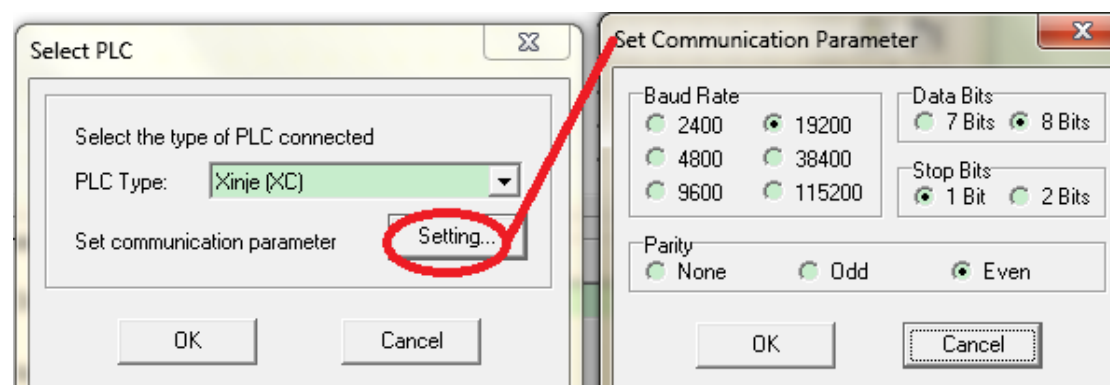 Select PLC
Select the type of PLC connected
PLC Type: Xinje (XC)
Set communication parameter Setting...
OK Cancel
Set Communication Parameter
Baud Rate
2400 19200
4800 38400
9600 115200
Data Bits
7 Bits 8 Bits
Stop Bits
1 Bit 2 Bits
Parity
None Odd Even
OK Cancel